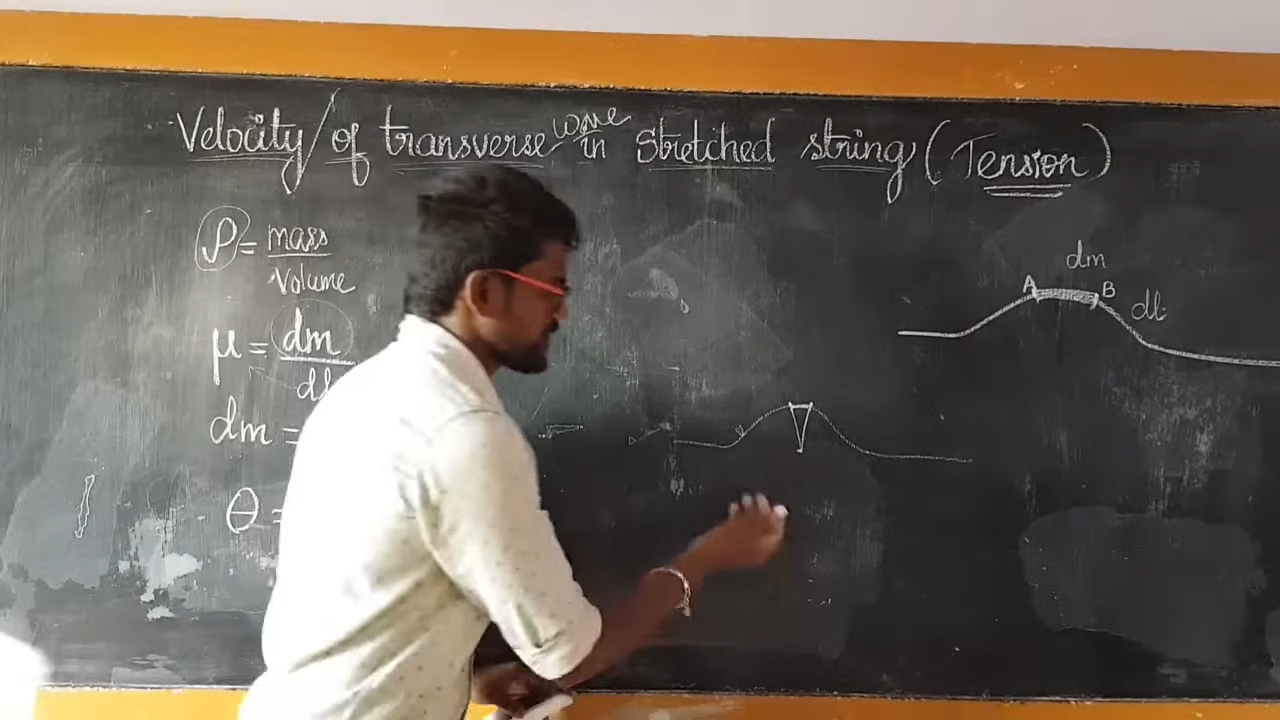 Velocity/of transverse wave in stretched string (Tension)
ρ = mass
Volume
μ = dm
dl
dm =
θ =
dm
A B
dl